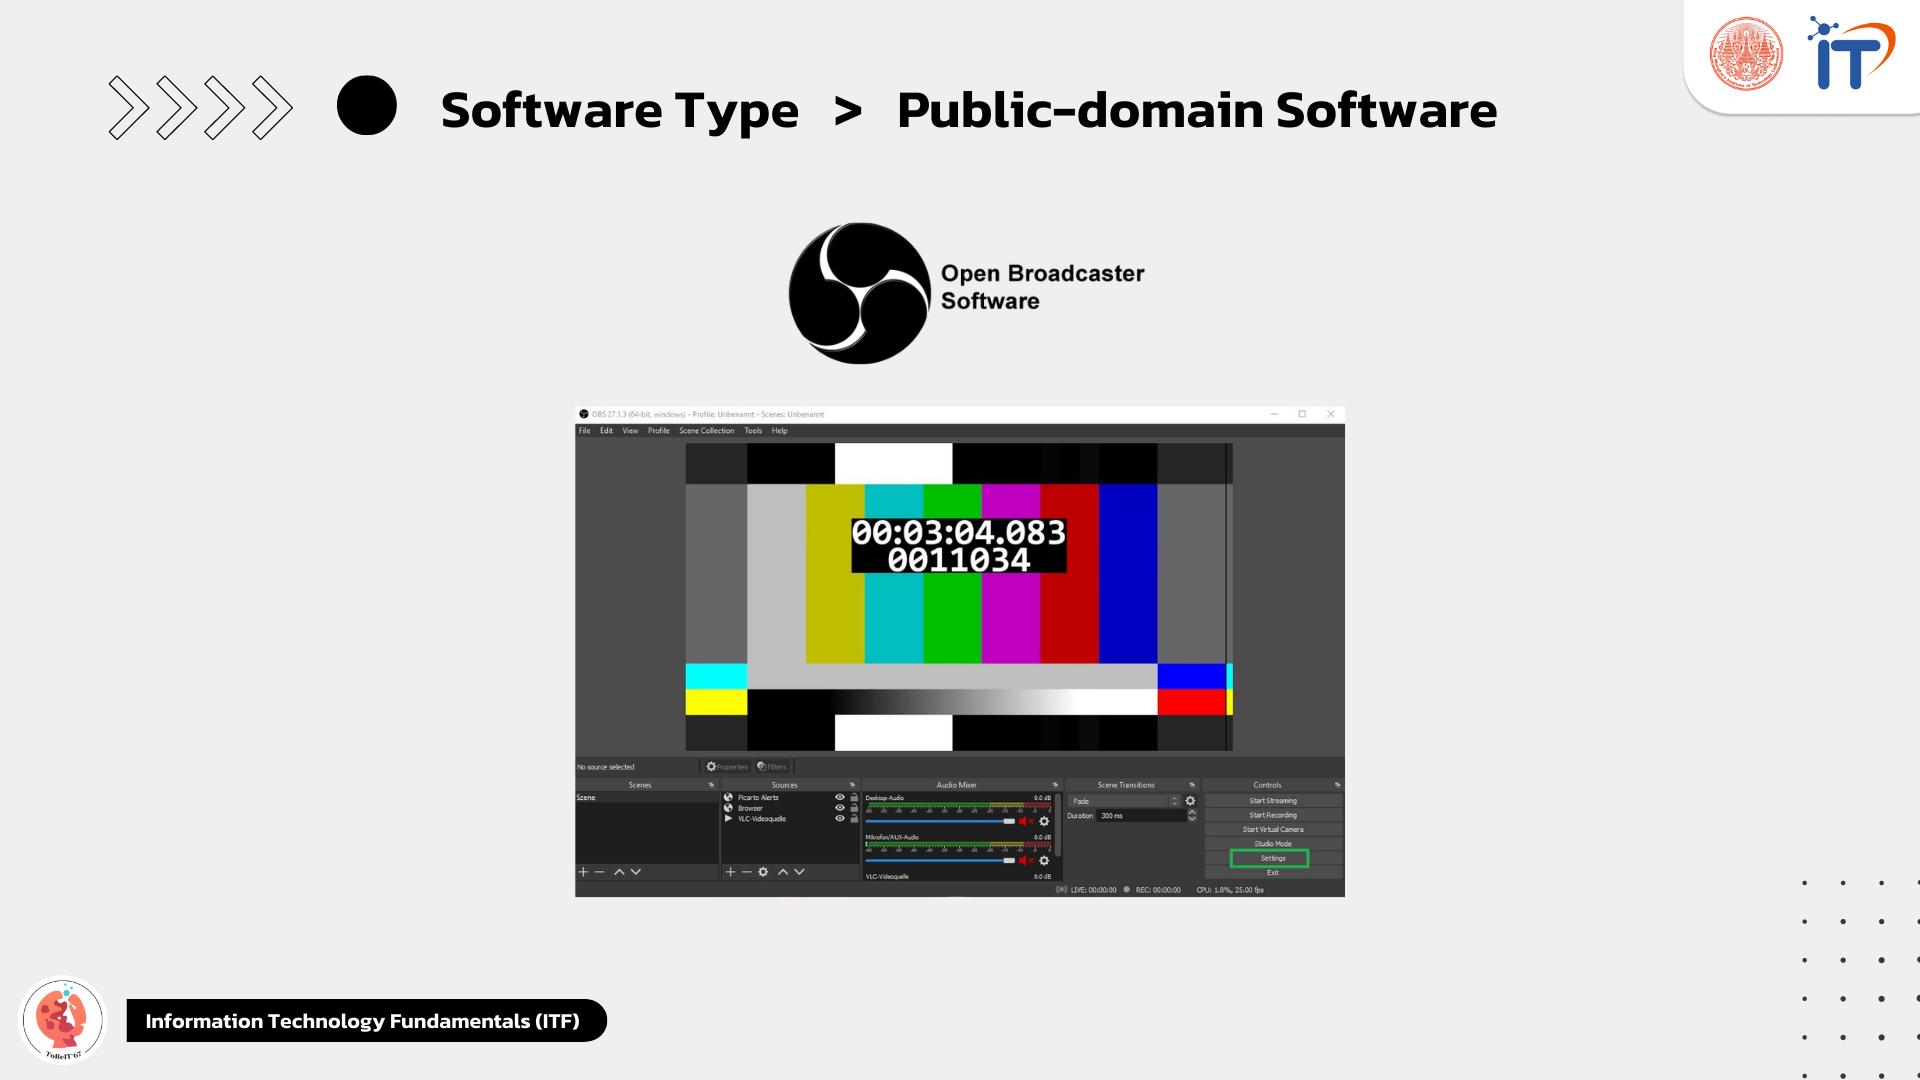 Software Type > Public-domain Software
iT
Open Broadcaster
Software
OBS 27.1.3 (64-bit, windows) - Profile: Unbenannt - Scenes: Unbenannt
File Edit View Profile Scene Collection Tools Help
00:03:04.083
0011034
No source selected
Properties Filters
Scenes
Szene
Sources
Picarto Alerts
Browser
VLC-Videoquelle
Audio Mixer
Desktop-Audio 0.0 dB
Mikrofon/AUX-Audio 0.0 dB
VLC-Videoquelle 0.0 dB
Scene Transitions
Fade
Duration 300 ms
Controls
Start Streaming
Start Recording
Start Virtual Camera
Studio Mode
Settings
Exit
LIVE: 00:00:00 REC: 00:00:00 CPU: 1.8%, 25.00 fps
ToBeIT'67
Information Technology Fundamentals (ITF)